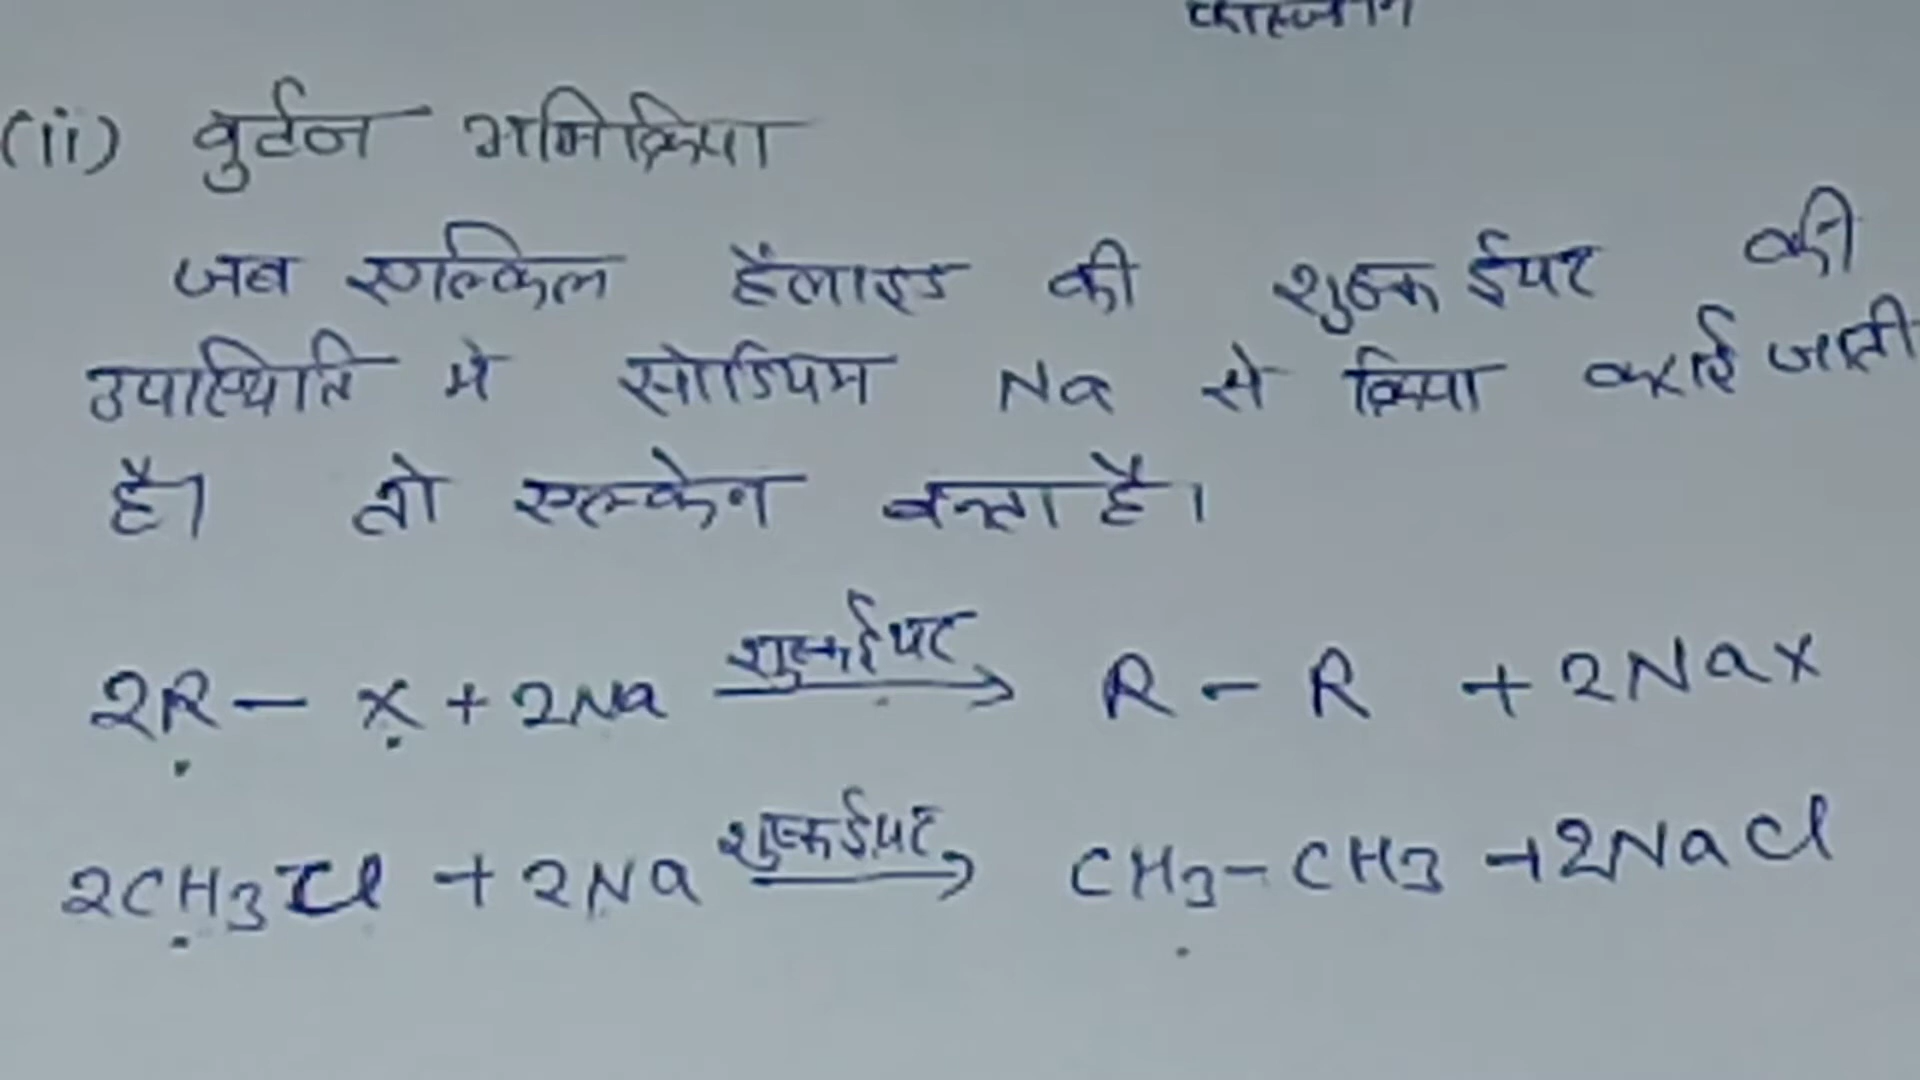 (ii) वुर्टज अभिक्रिया
जब एल्किल हैलाइड की शुष्क ईथर की
उपास्थिति मे सोडियम Na से क्रिया कराई जाती
है। तो एल्केन बनता है।
2R - X + 2Na शुष्क ईथर → R - R + 2Nax
2CH3Cl + 2Na शुष्क ईथर → CH3-CH3 + 2NaCl